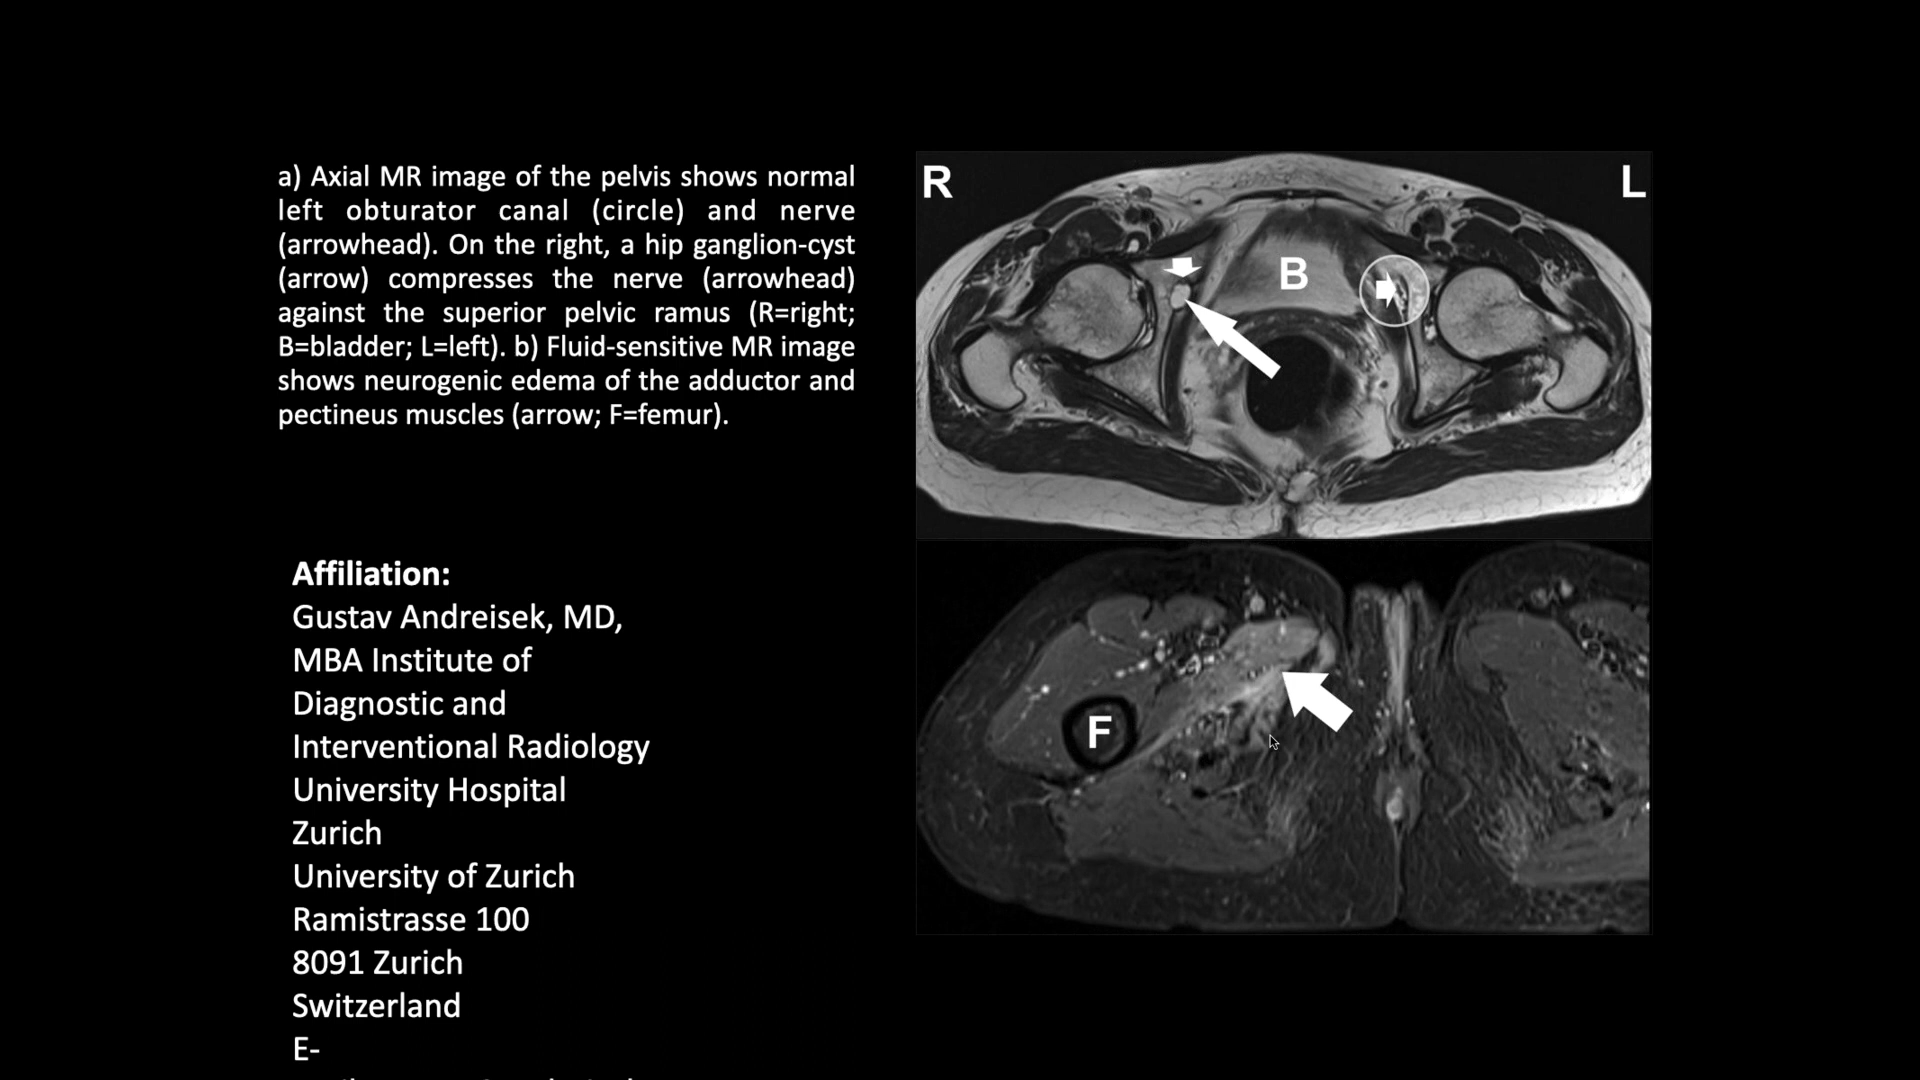 a) Axial MR image of the pelvis shows normal
left obturator canal (circle) and nerve
(arrowhead). On the right, a hip ganglion-cyst
(arrow) compresses the nerve (arrowhead)
against the superior pelvic ramus (R=right;
B=bladder; L=left). b) Fluid-sensitive MR image
shows neurogenic edema of the adductor and
pectineus muscles (arrow; F=femur).
Affiliation:
Gustav Andreisek, MD,
MBA Institute of
Diagnostic and
Interventional Radiology
University Hospital
Zurich
University of Zurich
Ramistrasse 100
8091 Zurich
Switzerland
E-
R
L
B
F